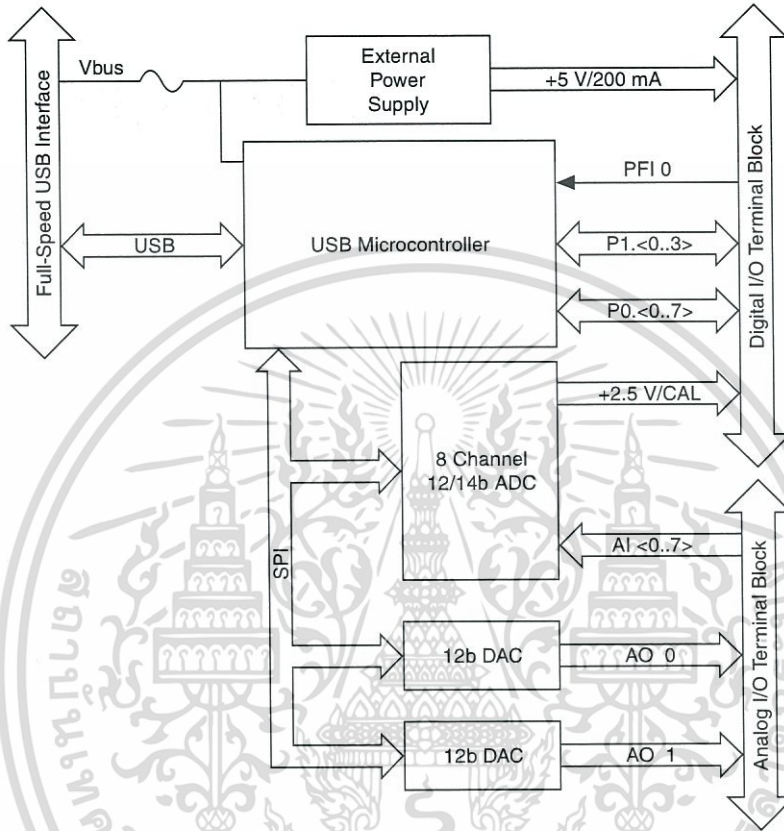 Vbus
External
Power
Supply
+5 V/200 mA
Full-Speed USB Interface
USB
USB Microcontroller
PFI 0
P1.<0..3>
P0.<0..7>
Digital I/O Terminal Block
+2.5 V/CAL
8 Channel
12/14b ADC
AI <0..7>
SPI
12b DAC
AO 0
12b DAC
AO 1
Analog I/O Terminal Block